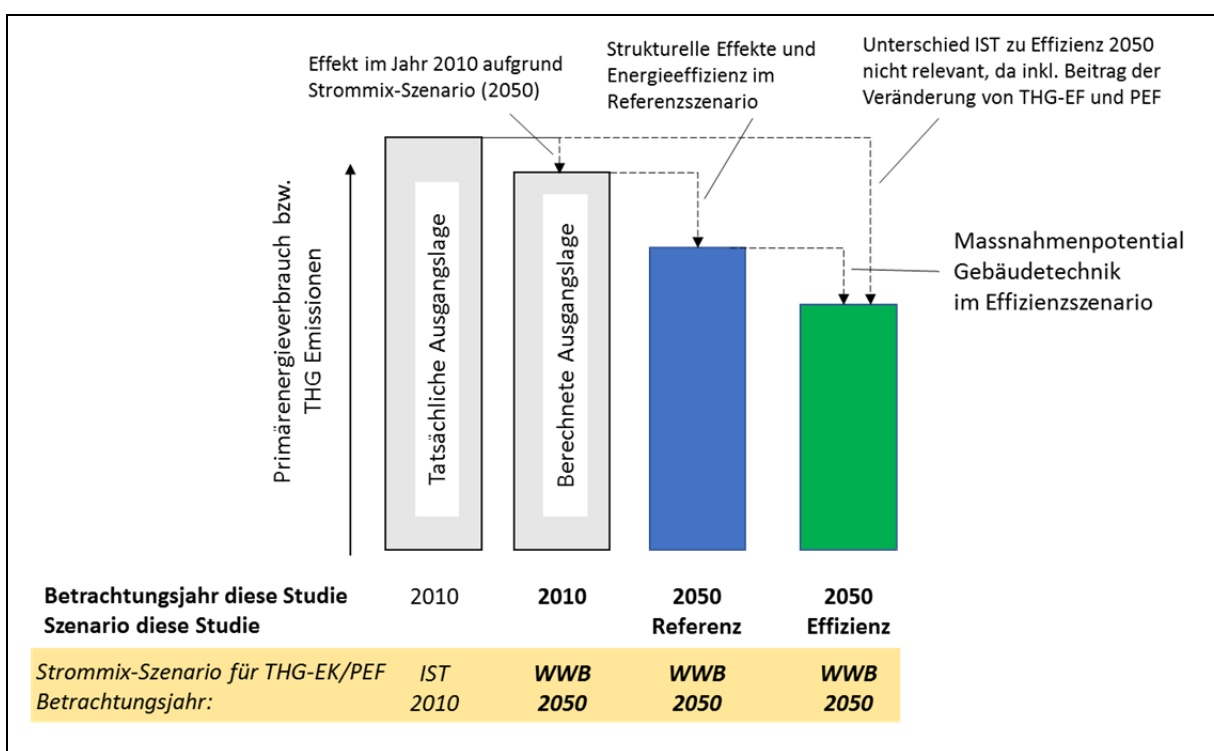 Effekt im Jahr 2010 aufgrund
Strommix-Szenario (2050)
Strukturelle Effekte und
Energieeffizienz im
Referenzszenario
Unterschied IST zu Effizienz 2050
nicht relevant, da inkl. Beitrag der
Veränderung von THG-EF und PEF
Primärenergieverbrauch bzw.
THG Emissionen
Tatsächliche Ausgangslage
Berechnete Ausgangslage
Massnahmenpotential
Gebäudetechnik
im Effizienzszenario
Betrachtungsjahr diese Studie 2010 2010 2050 2050
Szenario diese Studie Referenz Effizienz
Strommix-Szenario für THG-EK/PEF IST WWB WWB WWB
Betrachtungsjahr: 2010 2050 2050 2050